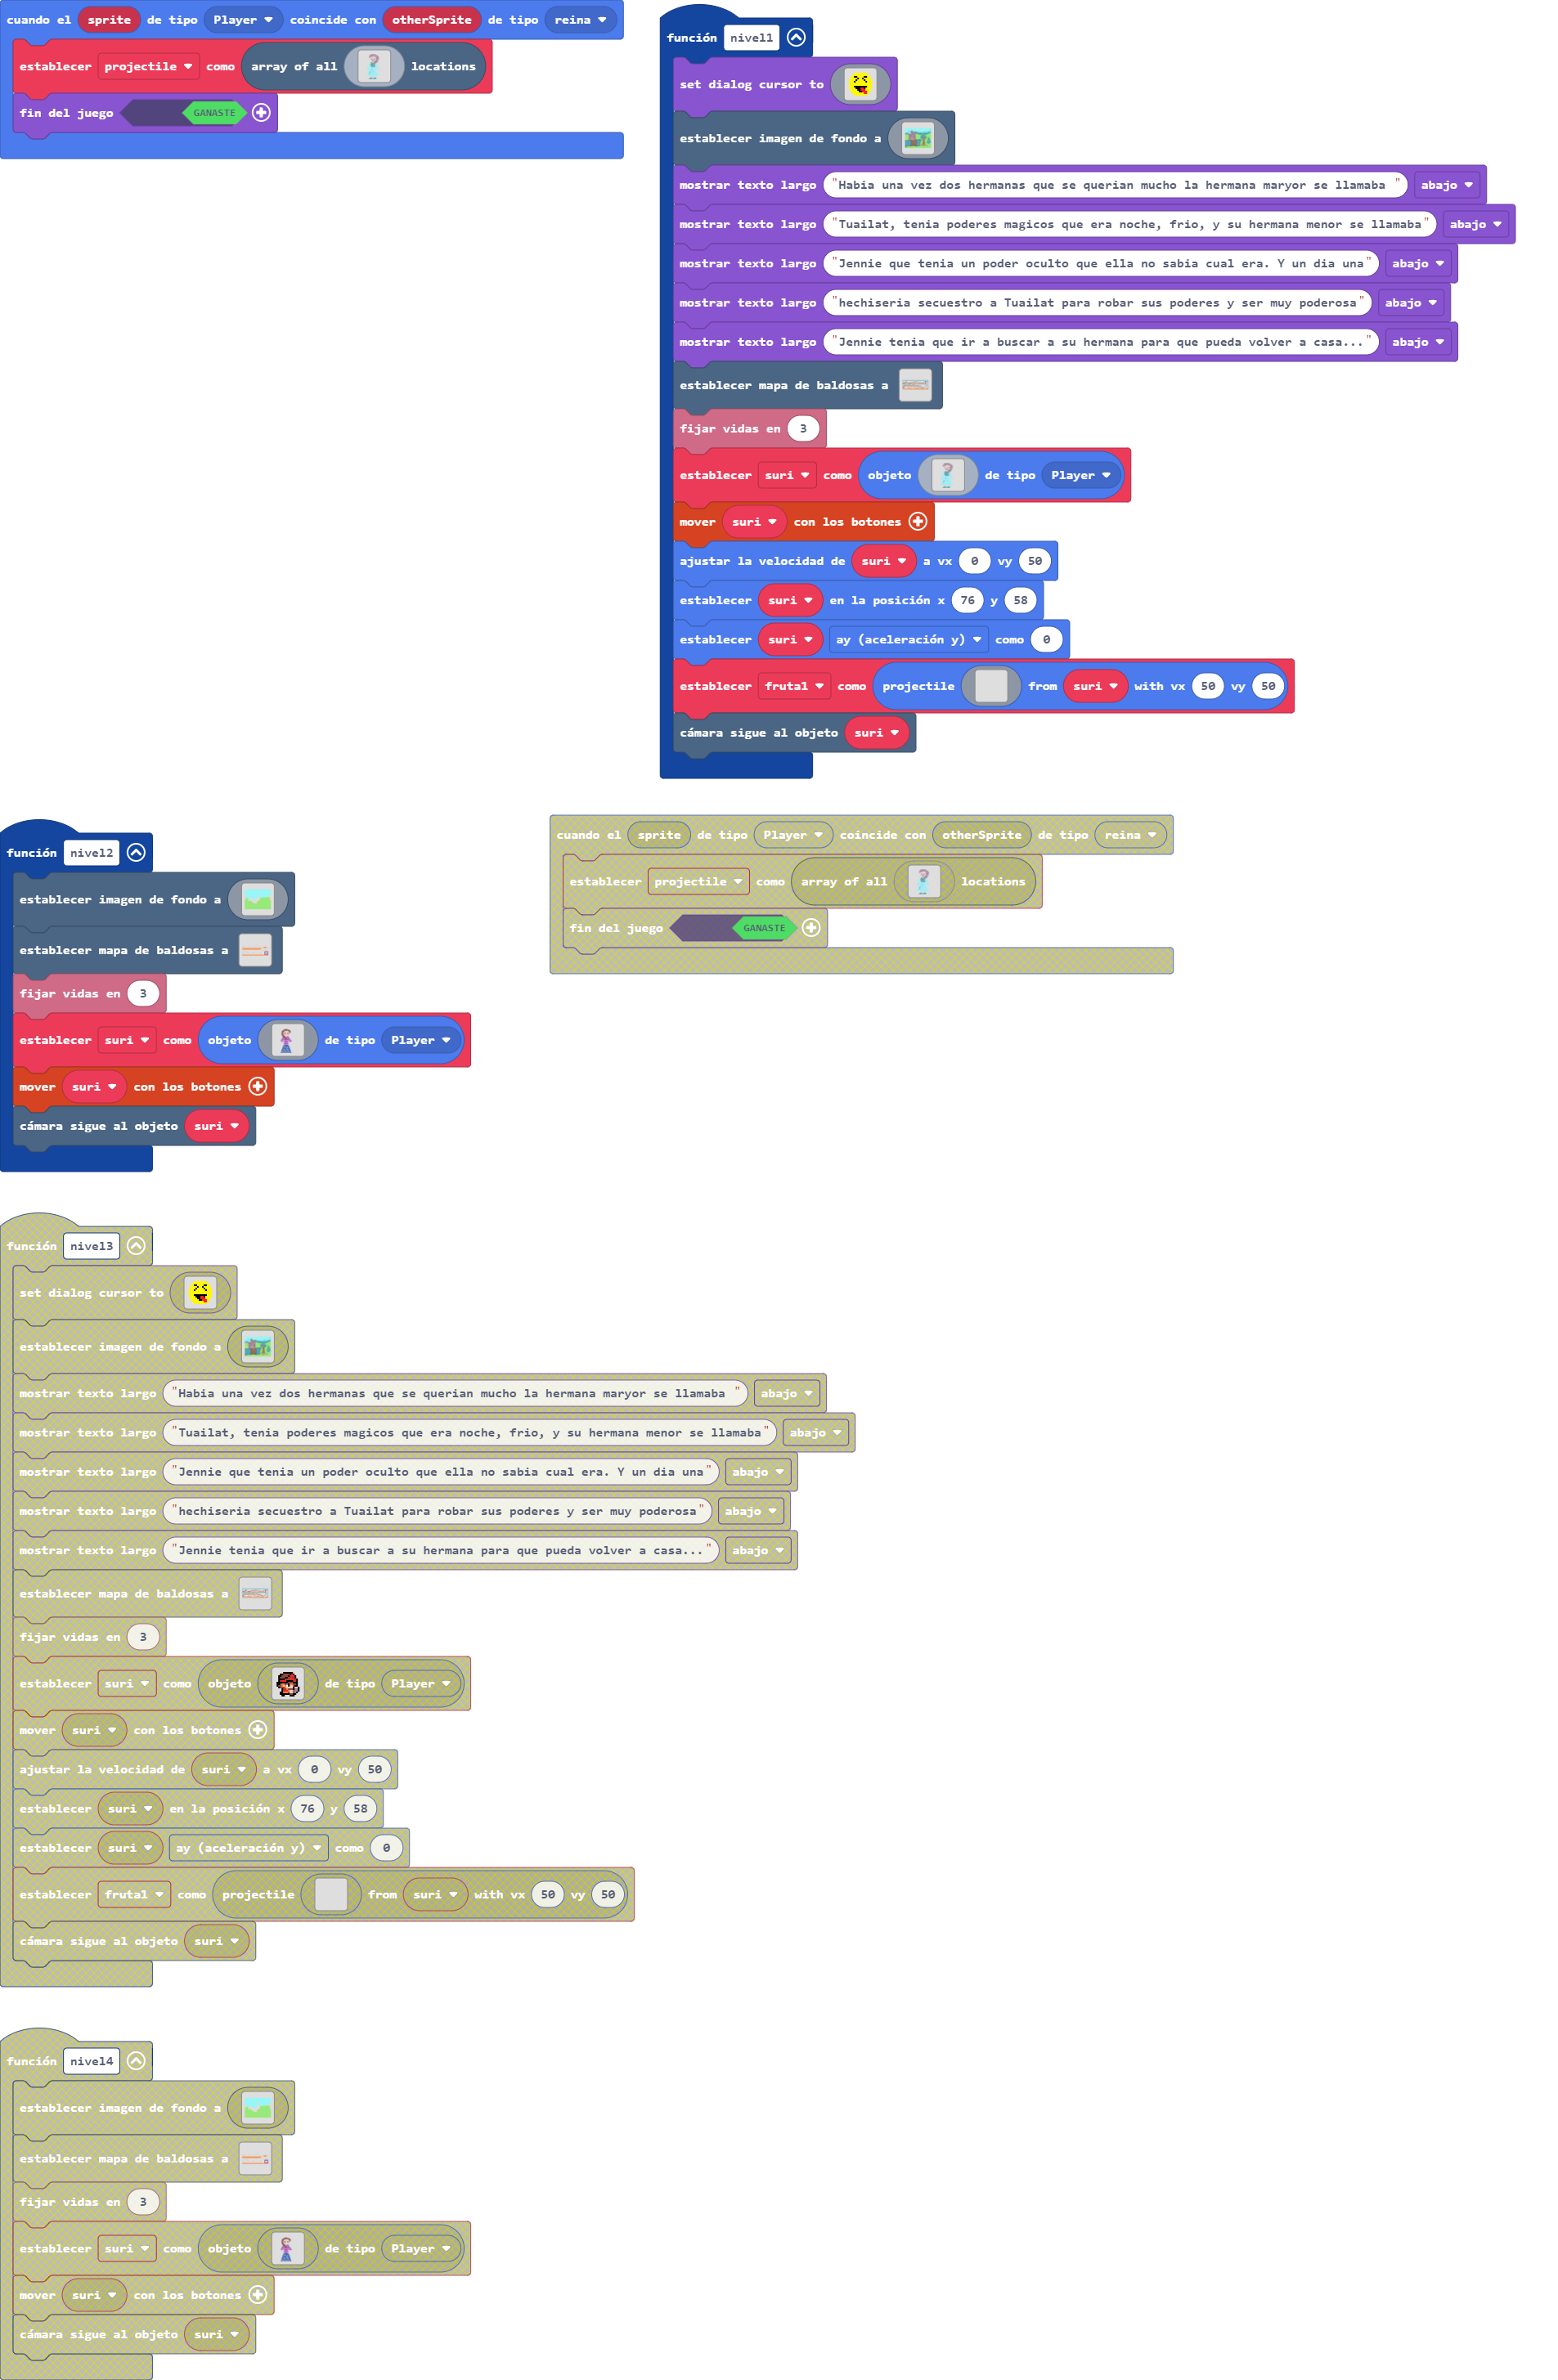 cuando el sprite de tipo Player coincide con otherSprite de tipo reina
establecer projectile como array of all locations
fin del juego GANASTE
función nivel1
set dialog cursor to
establecer imagen de fondo a
mostrar texto largo "Habia una vez dos hermanas que se querian mucho la hermana maryor se llamaba " abajo
mostrar texto largo "Tuailat, tenia poderes magicos que era noche, frio, y su hermana menor se llamaba" abajo
mostrar texto largo "Jennie que tenia un poder oculto que ella no sabia cual era. Y un dia una" abajo
mostrar texto largo "hechiseria secuestro a Tuailat para robar sus poderes y ser muy poderosa" abajo
mostrar texto largo "Jennie tenia que ir a buscar a su hermana para que pueda volver a casa..." abajo
establecer mapa de baldosas a
fijar vidas en 3
establecer suri como objeto de tipo Player
mover suri con los botones
ajustar la velocidad de suri a vx 0 vy 50
establecer suri en la posición x 76 y 58
establecer suri ay (aceleración y) como 0
establecer fruta1 como projectile from suri with vx 50 vy 50
cámara sigue al objeto suri
función nivel2
establecer imagen de fondo a
establecer mapa de baldosas a
fijar vidas en 3
establecer suri como objeto de tipo Player
mover suri con los botones
cámara sigue al objeto suri
cuando el sprite de tipo Player coincide con otherSprite de tipo reina
establecer projectile como array of all locations
fin del juego GANASTE
función nivel3
set dialog cursor to
establecer imagen de fondo a
mostrar texto largo "Habia una vez dos hermanas que se querian mucho la hermana maryor se llamaba " abajo
mostrar texto largo "Tuailat, tenia poderes magicos que era noche, frio, y su hermana menor se llamaba" abajo
mostrar texto largo "Jennie que tenia un poder oculto que ella no sabia cual era. Y un dia una" abajo
mostrar texto largo "hechiseria secuestro a Tuailat para robar sus poderes y ser muy poderosa" abajo
mostrar texto largo "Jennie tenia que ir a buscar a su hermana para que pueda volver a casa..." abajo
establecer mapa de baldosas a
fijar vidas en 3
establecer suri como objeto de tipo Player
mover suri con los botones
ajustar la velocidad de suri a vx 0 vy 50
establecer suri en la posición x 76 y 58
establecer suri ay (aceleración y) como 0
establecer fruta1 como projectile from suri with vx 50 vy 50
cámara sigue al objeto suri
función nivel4
establecer imagen de fondo a
establecer mapa de baldosas a
fijar vidas en 3
establecer suri como objeto de tipo Player
mover suri con los botones
cámara sigue al objeto suri